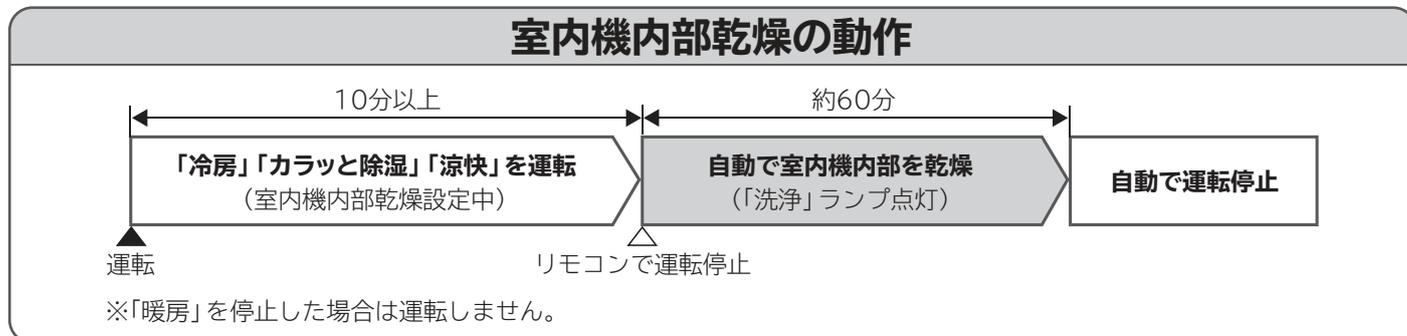 室内機内部乾燥の動作
10分以上
約60分
「冷房」「カラッと除湿」「涼快」を運転
（室内機内部乾燥設定中）
自動で室内機内部を乾燥
（「洗浄」ランプ点灯）
自動で運転停止
運転
リモコンで運転停止
※「暖房」を停止した場合は運転しません。